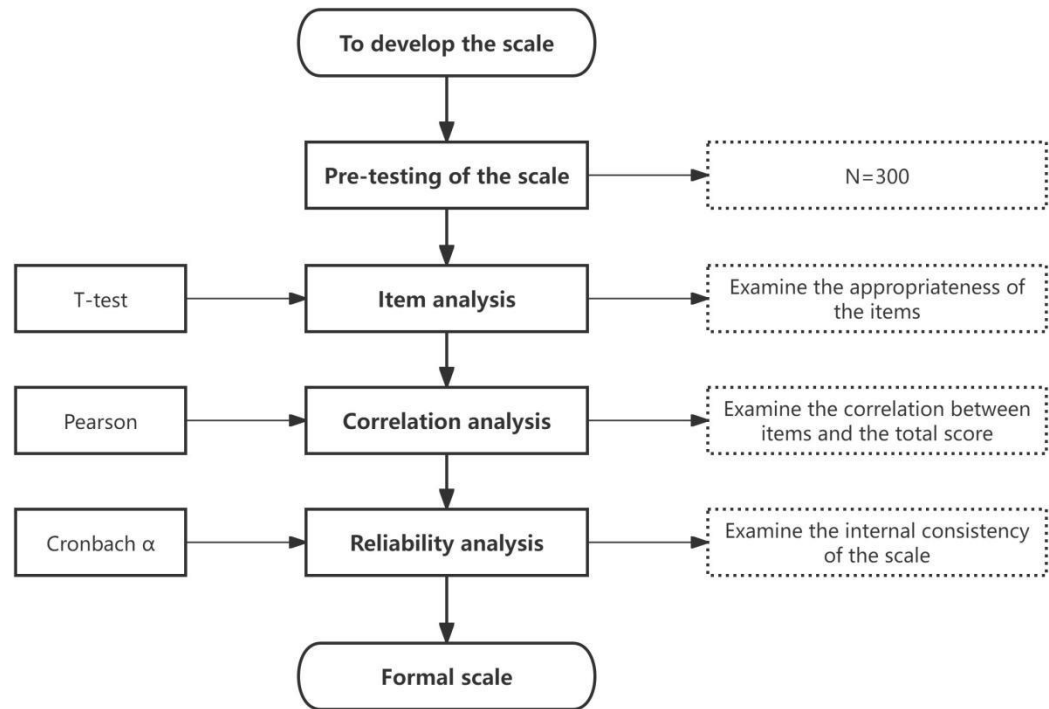 To develop the scale
Pre-testing of the scale
N=300
T-test
Item analysis
Examine the appropriateness of
the items
Pearson
Correlation analysis
Examine the correlation between
items and the total score
Cronbach α
Reliability analysis
Examine the internal consistency
of the scale
Formal scale